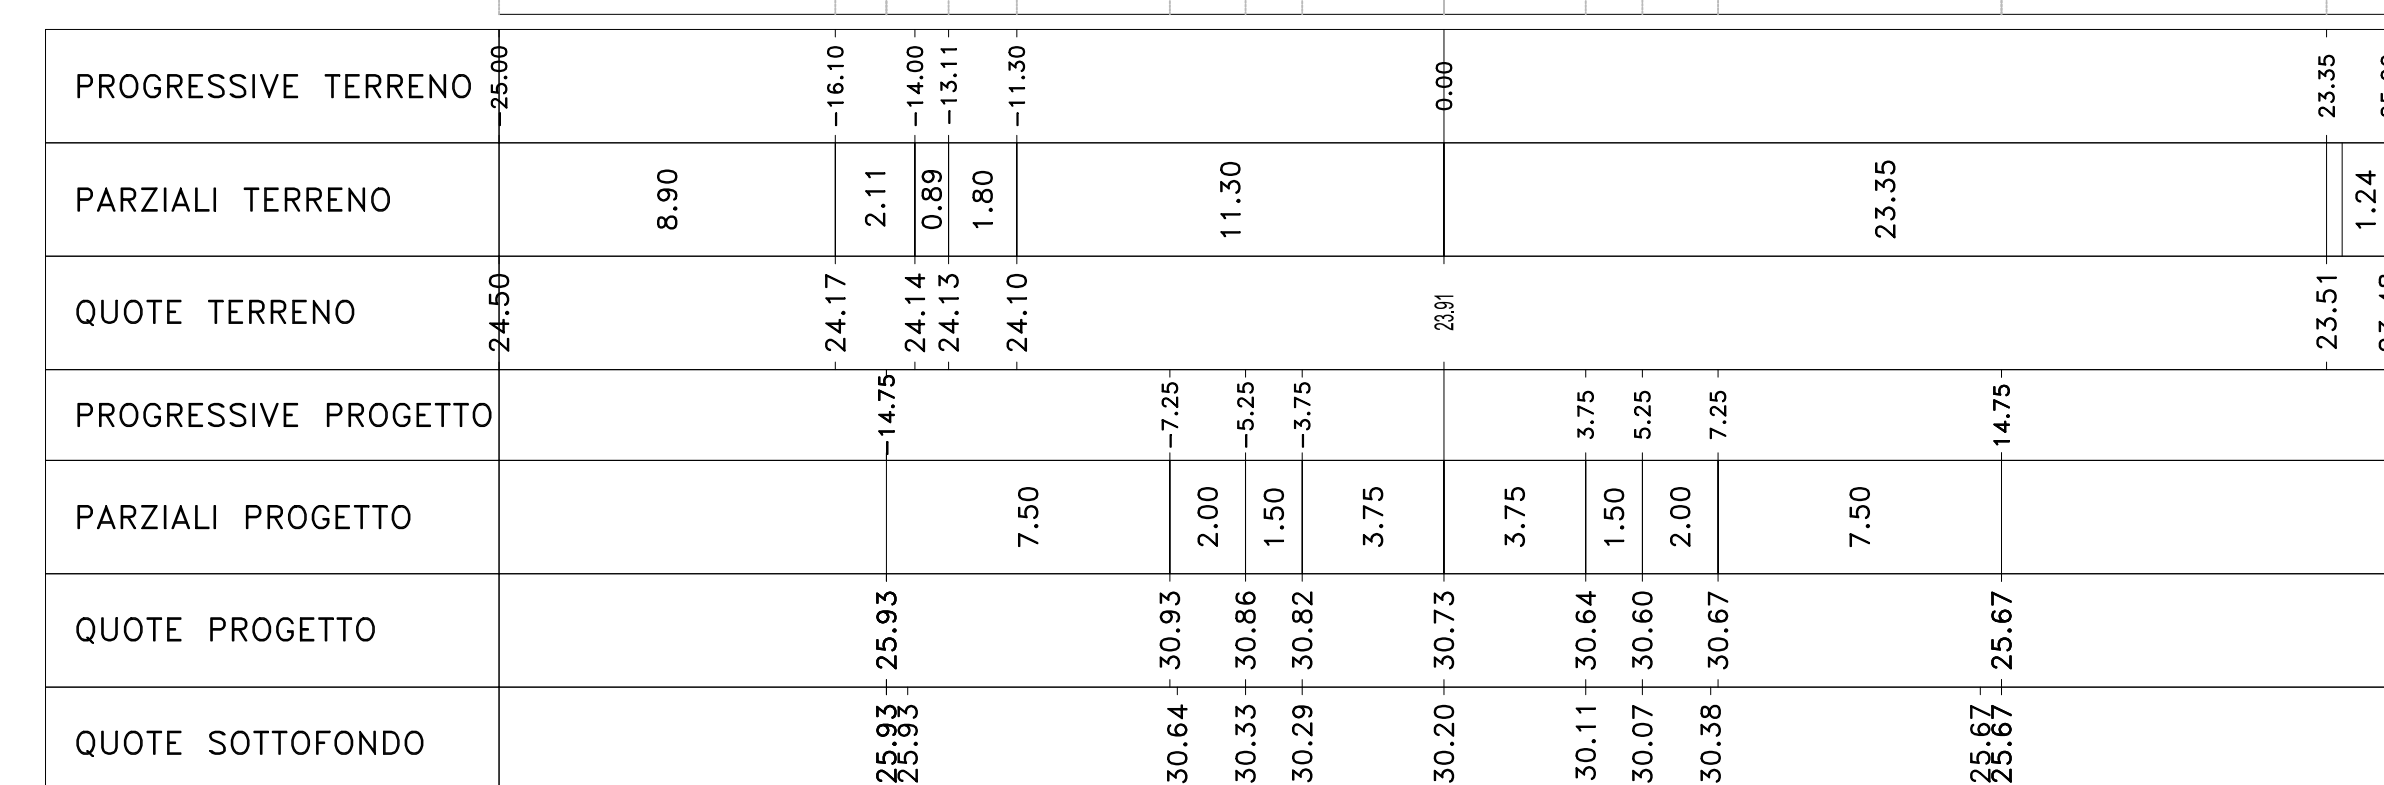 PROGRESSIVE TERRENO -25.00 -16.10 -14.00 -13.11 -11.30 0.00 23.35
PARZIALI TERRENO 8.90 2.11 0.89 1.80 11.30 23.35 1.24
QUOTE TERRENO 24.50 24.17 24.14 24.13 24.10 23.91 23.51
PROGRESSIVE PROGETTO -14.75 -7.25 -5.25 -3.75 3.75 5.25 7.25 14.75
PARZIALI PROGETTO 7.50 2.00 1.50 3.75 3.75 1.50 2.00 7.50
QUOTE PROGETTO 25.93 30.93 30.86 30.82 30.73 30.64 30.60 30.67 25.67
QUOTE SOTTOFONDO 25.93 25.93 30.64 30.33 30.29 30.20 30.11 30.07 30.38 25.67 25.67